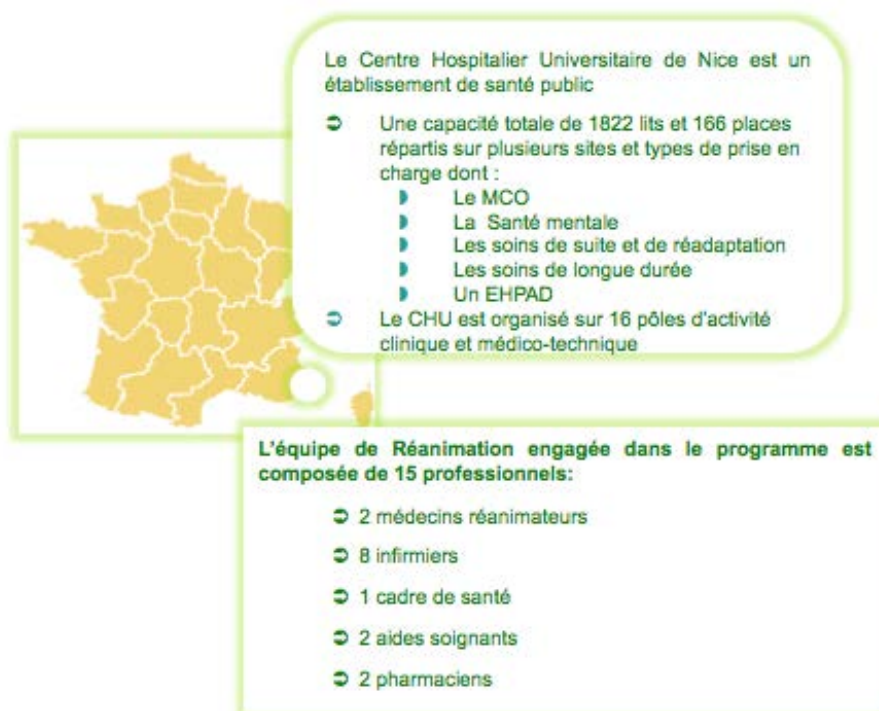 Le Centre Hospitalier Universitaire de Nice est un
établissement de santé public
➲ Une capacité totale de 1822 lits et 166 places
répartis sur plusieurs sites et types de prise en
charge dont :
◗ Le MCO
◗ La Santé mentale
◗ Les soins de suite et de réadaptation
◗ Les soins de longue durée
◗ Un EHPAD
➲ Le CHU est organisé sur 16 pôles d'activité
clinique et médico-technique
L'équipe de Réanimation engagée dans le programme est
composée de 15 professionnels:
➲ 2 médecins réanimateurs
➲ 8 infirmiers
➲ 1 cadre de santé
➲ 2 aides soignants
➲ 2 pharmaciens